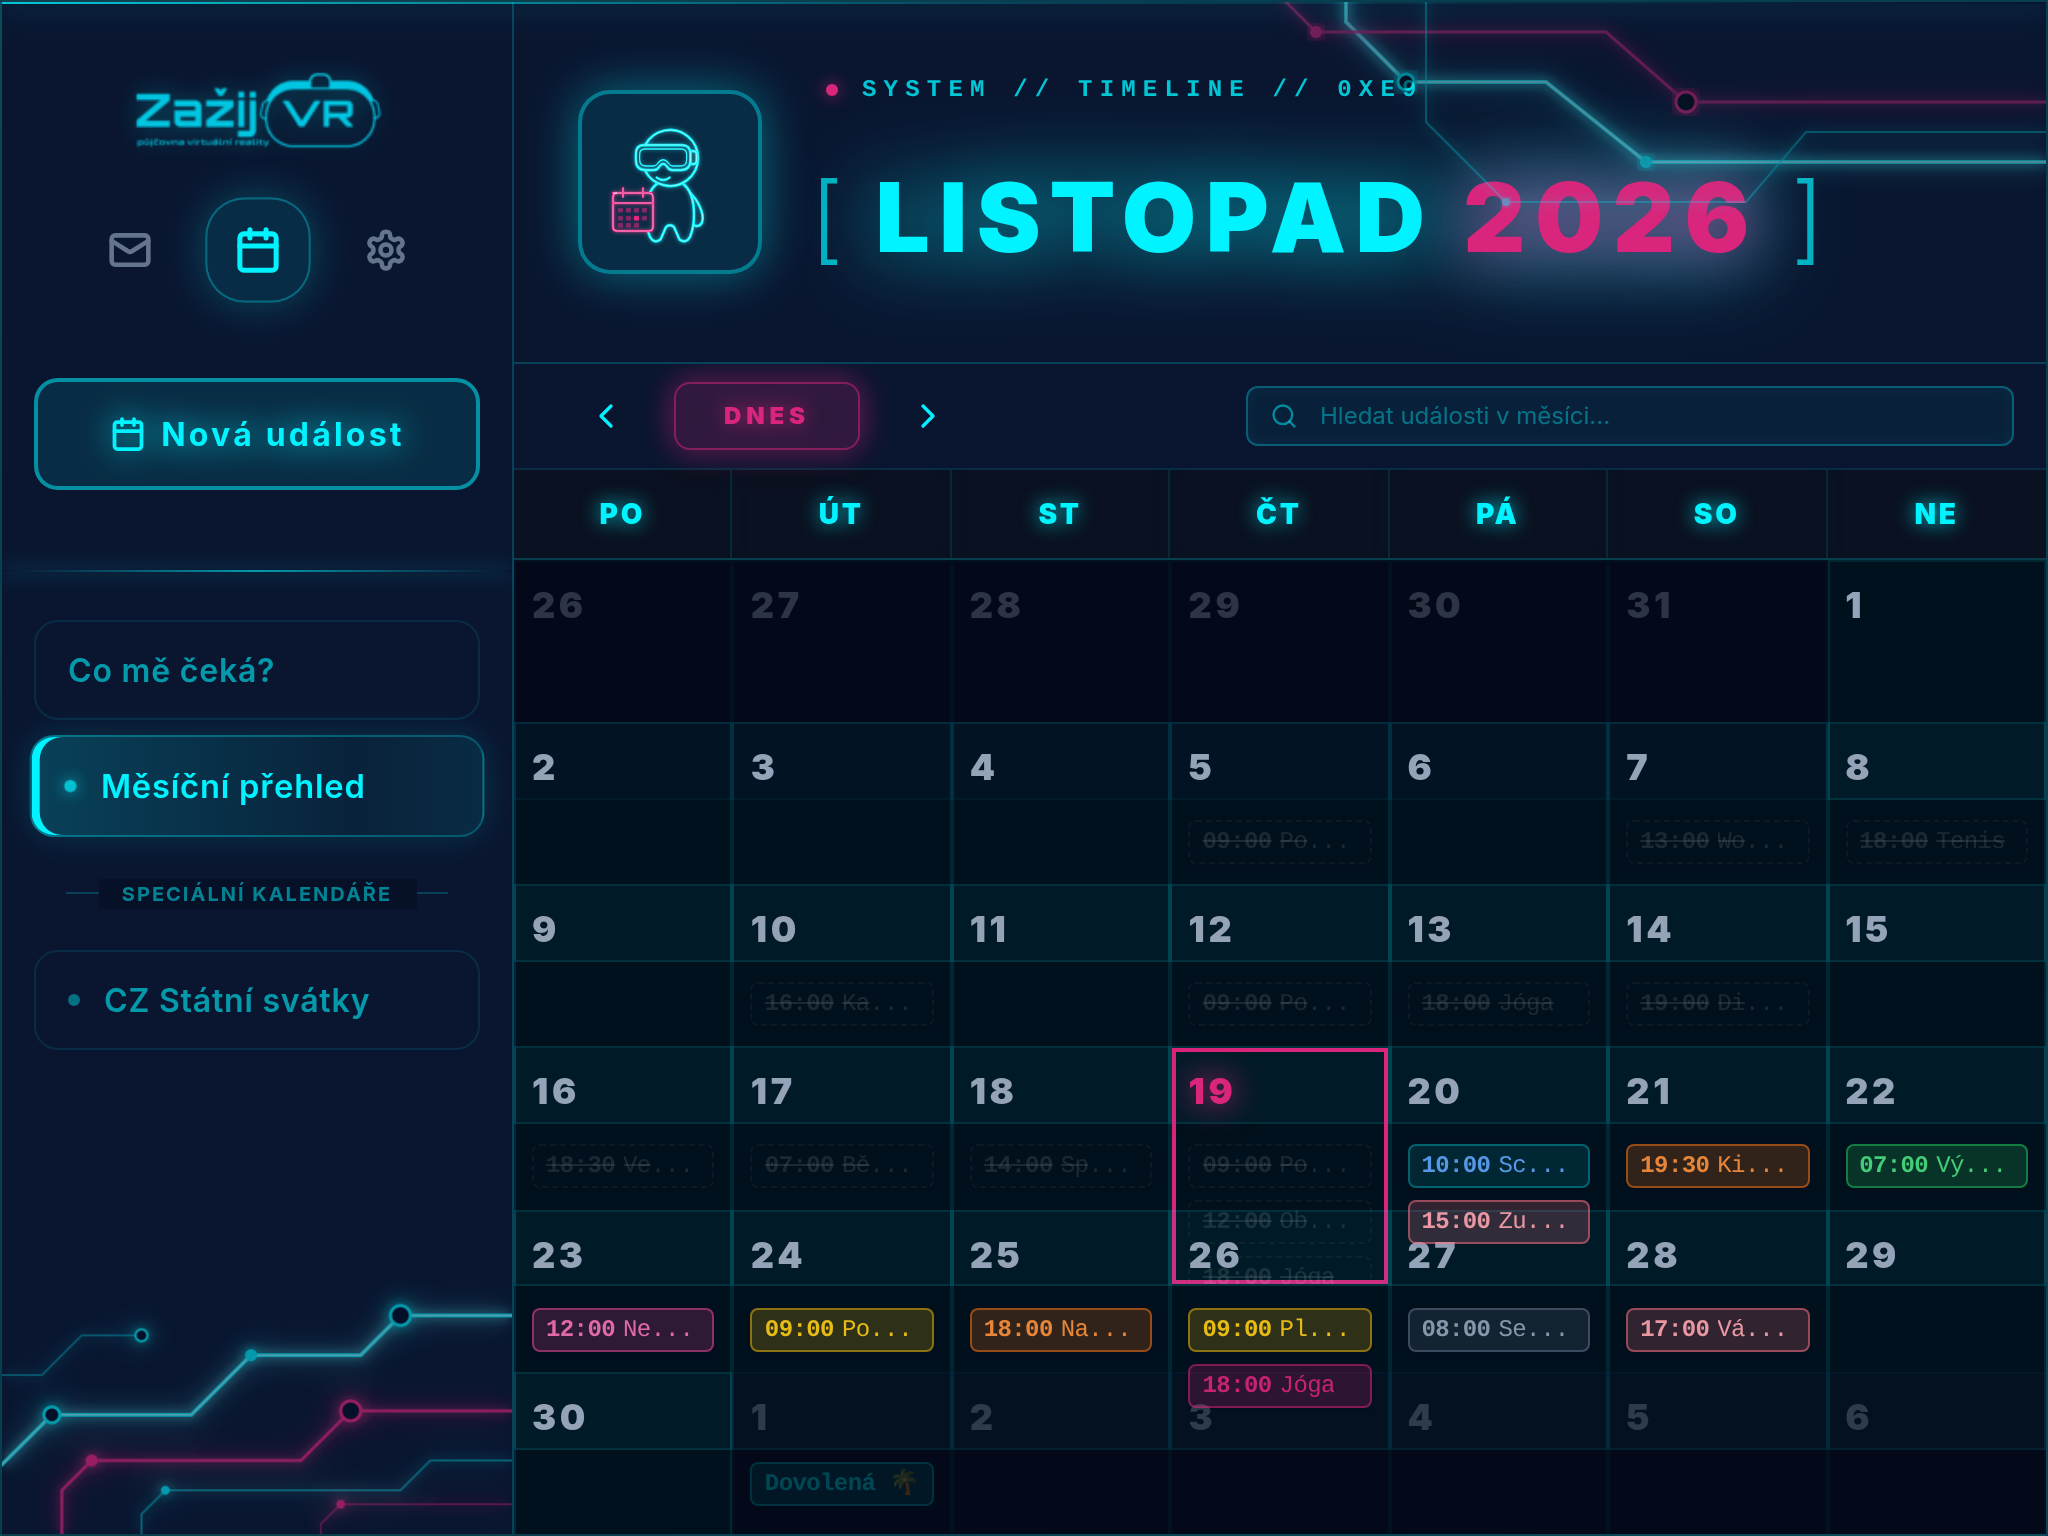 Zažij VR
půjčovna virtuální reality
Nová událost
Co mě čeká?
Měsíční přehled
SPECIÁLNÍ KALENDÁŘE
CZ Státní svátky
SYSTEM // TIMELINE // 0XE9
[ LISTOPAD 2026 ]
DNES
Hledat události v měsíci...
PO ÚT ST ČT PÁ SO NE
26 27 28 29 30 31 1
2 3 4 5 6 7 8
09:00 Po... 13:00 Wo... 18:00 Tenis
9 10 11 12 13 14 15
16:00 Ka... 09:00 Po... 18:00 Jóga 19:00 Di...
16 17 18 19 20 21 22
18:30 Ve... 07:00 Bě... 14:00 Sp... 09:00 Po... 10:00 Sc... 19:30 Ki... 07:00 Vý...
12:00 Ob... 15:00 Zu...
23 24 25 26 27 28 29
18:00 Jóga
12:00 Ne... 09:00 Po... 18:00 Na... 09:00 Pl... 08:00 Se... 17:00 Vá...
18:00 Jóga
30 1 2 3 4 5 6
Dovolená 🌴